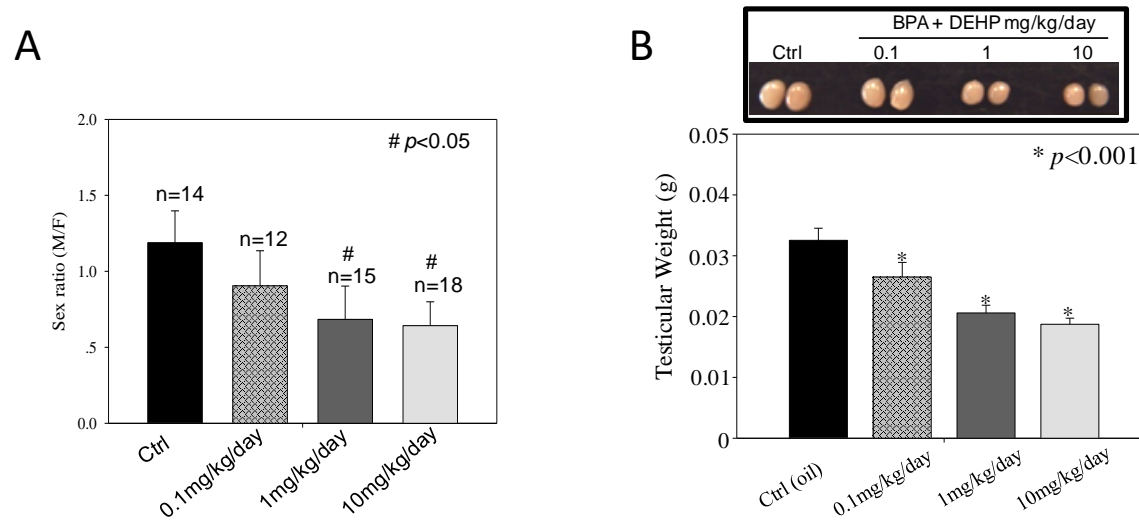 A
2.0
1.5
1.0
.5
0.0
Sex ratio (M/F)
# p<0.05
n=14
n=12
#
n=15
#
n=18
Ctrl
0.1mg/kg/day
1mg/kg/day
10mg/kg/day
B
BPA + DEHP mg/kg/day
Ctrl 0.1 1 10
0.05
0.04
0.03
0.02
0.01
0
Testicular Weight (g)
* p<0.001
*
*
*
Ctrl (oil)
0.1mg/kg/day
1mg/kg/day
10mg/kg/day